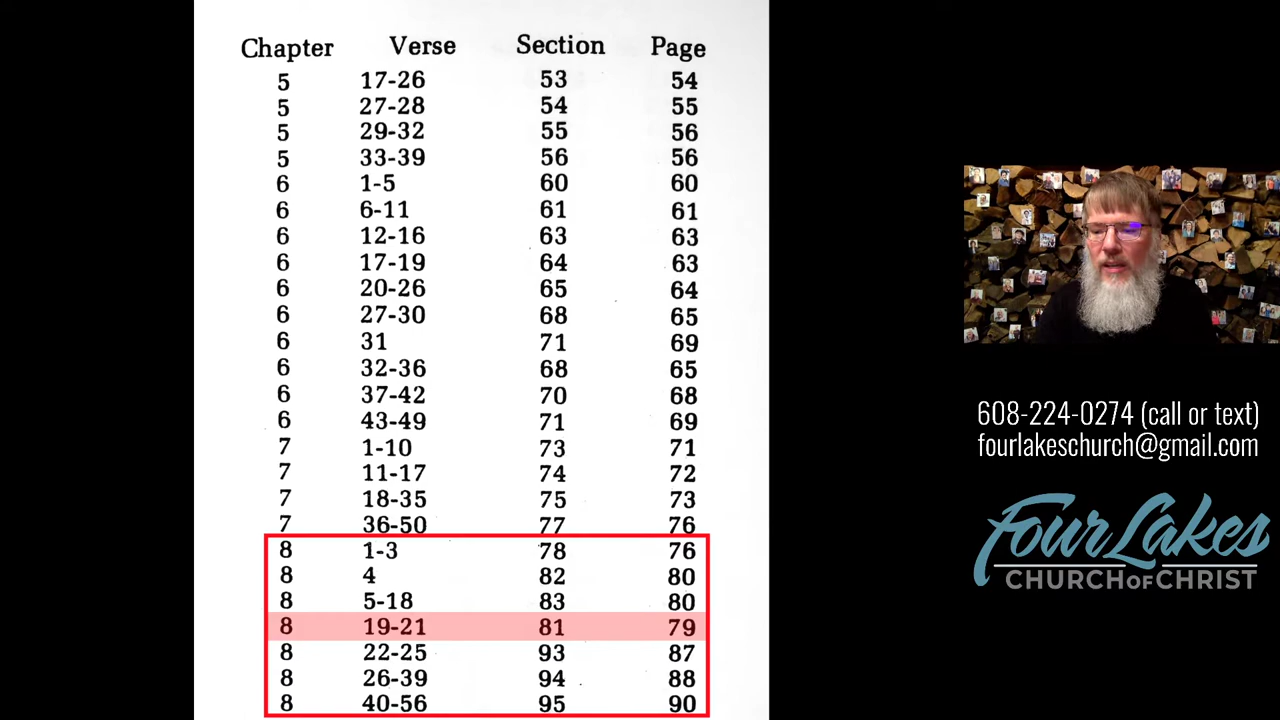 Chapter Verse Section Page
5 17-26 53 54
5 27-28 54 55
5 29-32 55 56
5 33-39 56 56
6 1-5 60 60
6 6-11 61 61
6 12-16 63 63
6 17-19 64 63
6 20-26 65 64
6 27-30 68 65
6 31 71 69
6 32-36 68 65
6 37-42 70 68
6 43-49 71 69
7 1-10 73 71
7 11-17 74 72
7 18-35 75 73
7 36-50 77 76
8 1-3 78 76
8 4 82 80
8 5-18 83 80
8 19-21 81 79
8 22-25 93 87
8 26-39 94 88
8 40-56 95 90
608-224-0274 (call or text)
fourlakeschurch@gmail.com
Four Lakes
CHURCH OF CHRIST